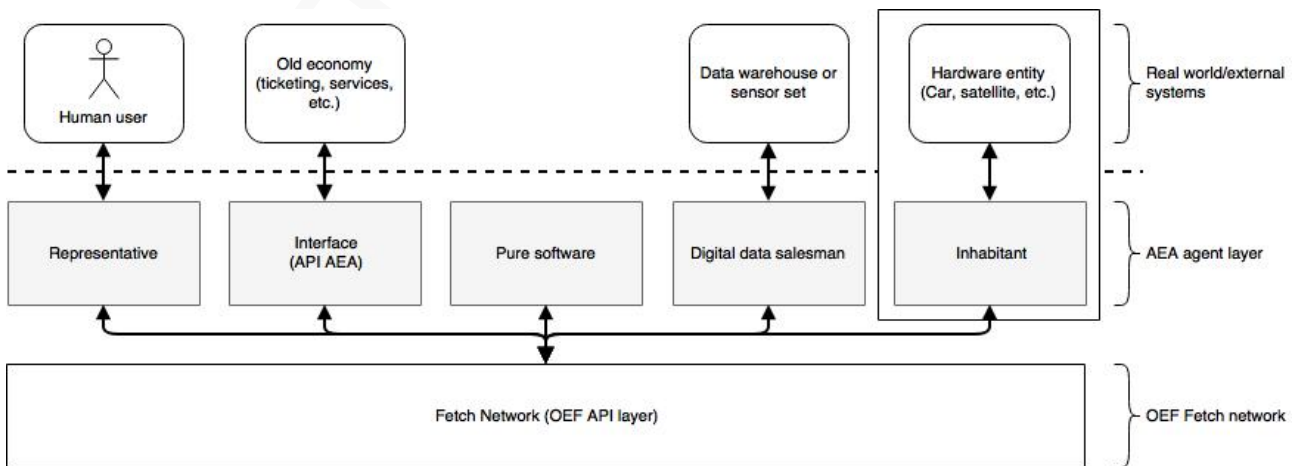 Human user
Old economy
(ticketing, services,
etc.)
Data warehouse or
sensor set
Hardware entity
(Car, satellite, etc.)
Real world/external
systems
Representative
Interface
(API AEA)
Pure software
Digital data salesman
Inhabitant
AEA agent layer
Fetch Network (OEF API layer)
OEF Fetch network